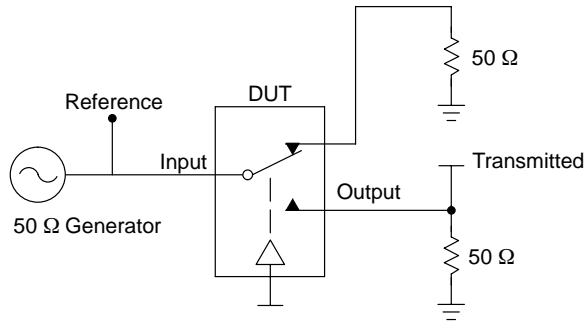 50 Ω
Reference
DUT
Input
Transmitted
Output
50 Ω Generator
50 Ω